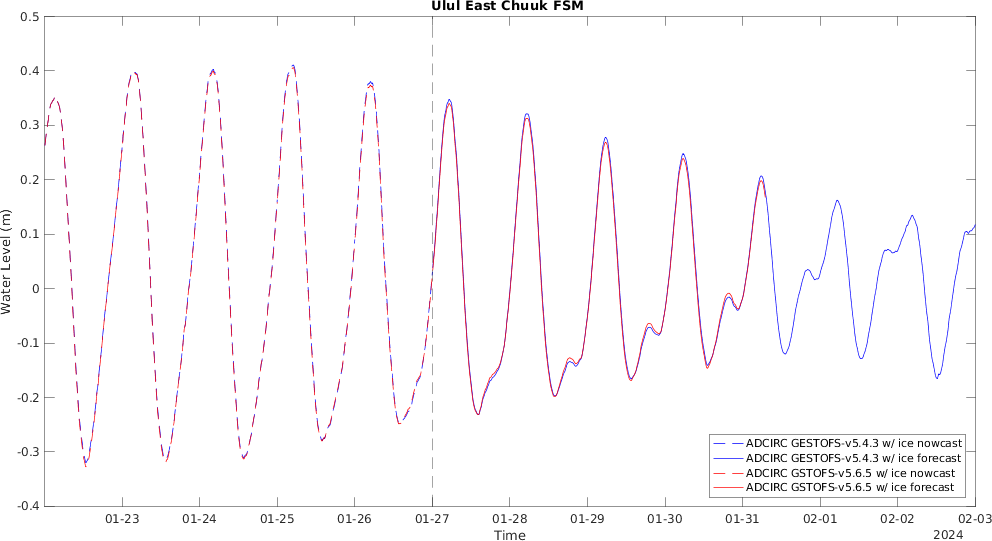 Ulul East Chuuk FSM
0.5
0.4
0.3
0.2
0.1
0
-0.1
-0.2
-0.3
-0.4
Water Level (m)
ADCIRC GESTOFS-v5.4.3 w/ ice nowcast
ADCIRC GESTOFS-v5.4.3 w/ ice forecast
ADCIRC GSTOFS-v5.6.5 w/ ice nowcast
ADCIRC GSTOFS-v5.6.5 w/ ice forecast
01-23 01-24 01-25 01-26 01-27 01-28 01-29 01-30 01-31 02-01 02-02 02-03
Time
2024